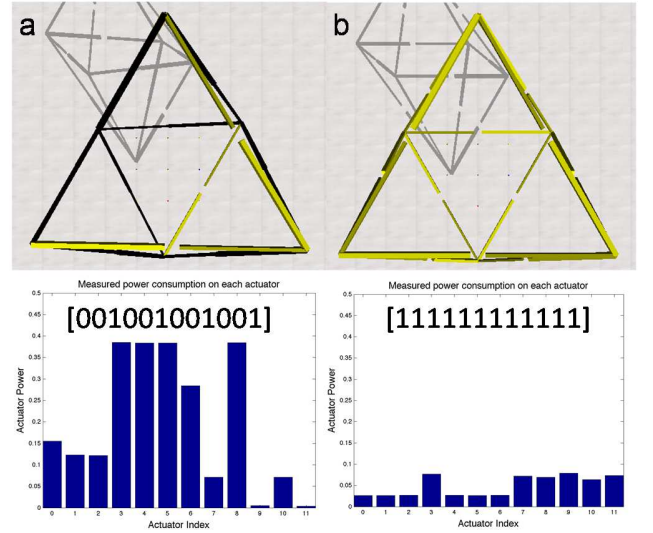 a
b
Measured power consumption on each actuator
[001001001001]
0.5
0.45
0.4
0.35
0.3
0.25
0.2
0.15
0.1
0.05
0
Actuator Power
0 1 2 3 4 5 6 7 8 9 10 11
Actuator Index
Measured power consumption on each actuator
[111111111111]
0.5
0.45
0.4
0.35
0.3
0.25
0.2
0.15
0.1
0.05
0
Actuator Power
0 1 2 3 4 5 6 7 8 9 10 11
Actuator Index